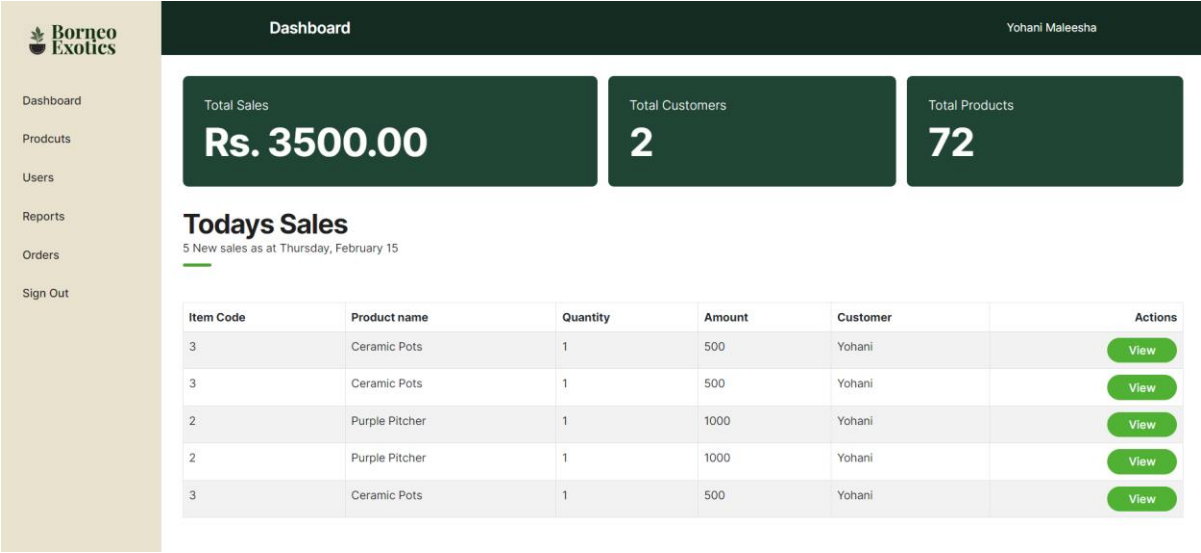 Borneo
Exotics
Dashboard
Yohani Maleesha
Dashboard
Prodcuts
Users
Reports
Orders
Sign Out
Total Sales
Rs. 3500.00
Total Customers
2
Total Products
72
Todays Sales
5 New sales as at Thursday, February 15
Item Code Product name Quantity Amount Customer Actions
3 Ceramic Pots 1 500 Yohani View
3 Ceramic Pots 1 500 Yohani View
2 Purple Pitcher 1 1000 Yohani View
2 Purple Pitcher 1 1000 Yohani View
3 Ceramic Pots 1 500 Yohani View